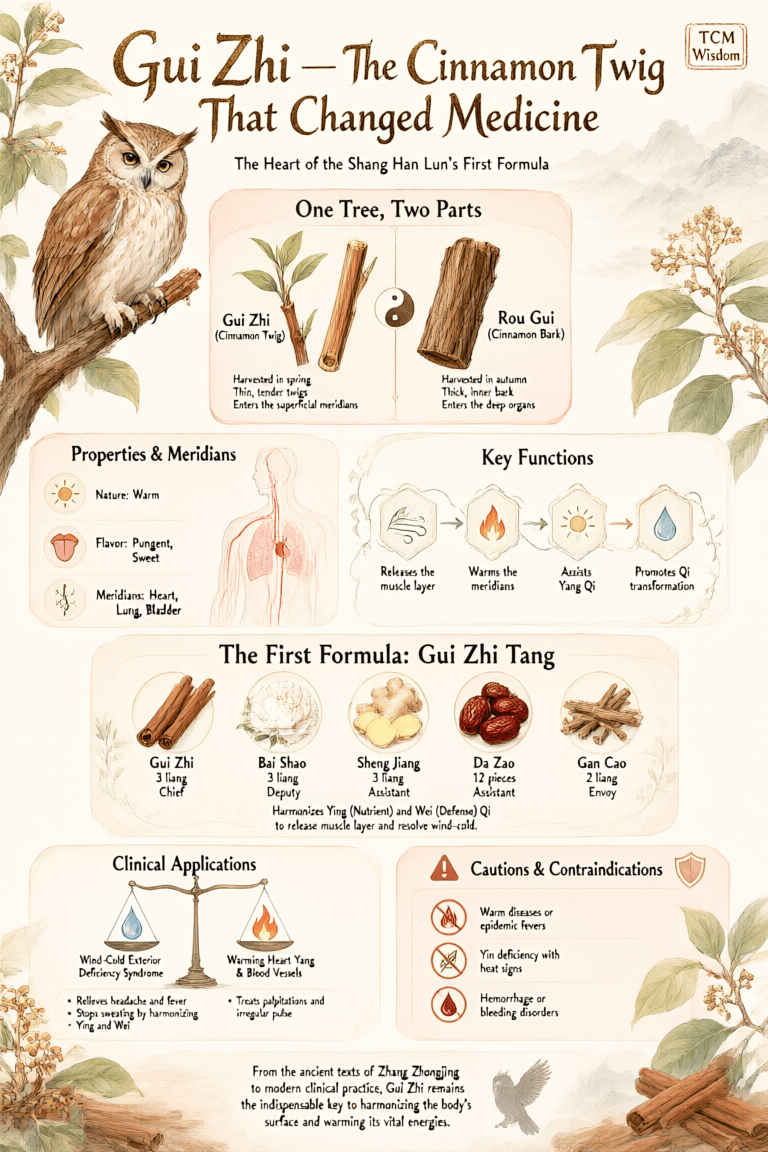 Gui Zhi — The Cinnamon Twig
That Changed Medicine
TCM
Wisdom
The Heart of the Shang Han Lun's First Formula
One Tree, Two Parts
Gui Zhi
(Cinnamon Twig)
Harvested in spring
Thin, tender twigs
Enters the superficial meridians
Rou Gui
(Cinnamon Bark)
Harvested in autumn
Thick, inner bark
Enters the deep organs
Properties & Meridians
Nature: Warm
Flavor: Pungent,
Sweet
Meridians: Heart,
Lung, Bladder
Key Functions
Releases the
muscle layer
Warms the
meridians
Assists
Yang Qi
Promotes Qi
transformation
The First Formula: Gui Zhi Tang
Gui Zhi
3 liang
Chief
Bai Shao
3 liang
Deputy
Sheng Jiang
3 liang
Assistant
Da Zao
12 pieces
Assistant
Gan Cao
2 liang
Envoy
Harmonizes Ying (Nutrient) and Wei (Defense) Qi
to release muscle layer and resolve wind-cold.
Clinical Applications
Wind-Cold Exterior
Deficiency Syndrome
• Relieves headache and fever
• Stops sweating by harmonizing
• Ying and Wei
Warming Heart Yang
& Blood Vessels
• Treats palpitations and
irregular pulse
Cautions & Contraindications
Warm diseases or
epidemic fevers
Yin deficiency with
heat signs
Hemorrhage or
bleeding disorders
From the ancient texts of Zhang Zhongjing
to modern clinical practice, Gui Zhi remains
the indispensable key to harmonizing the body's
surface and warming its vital energies.